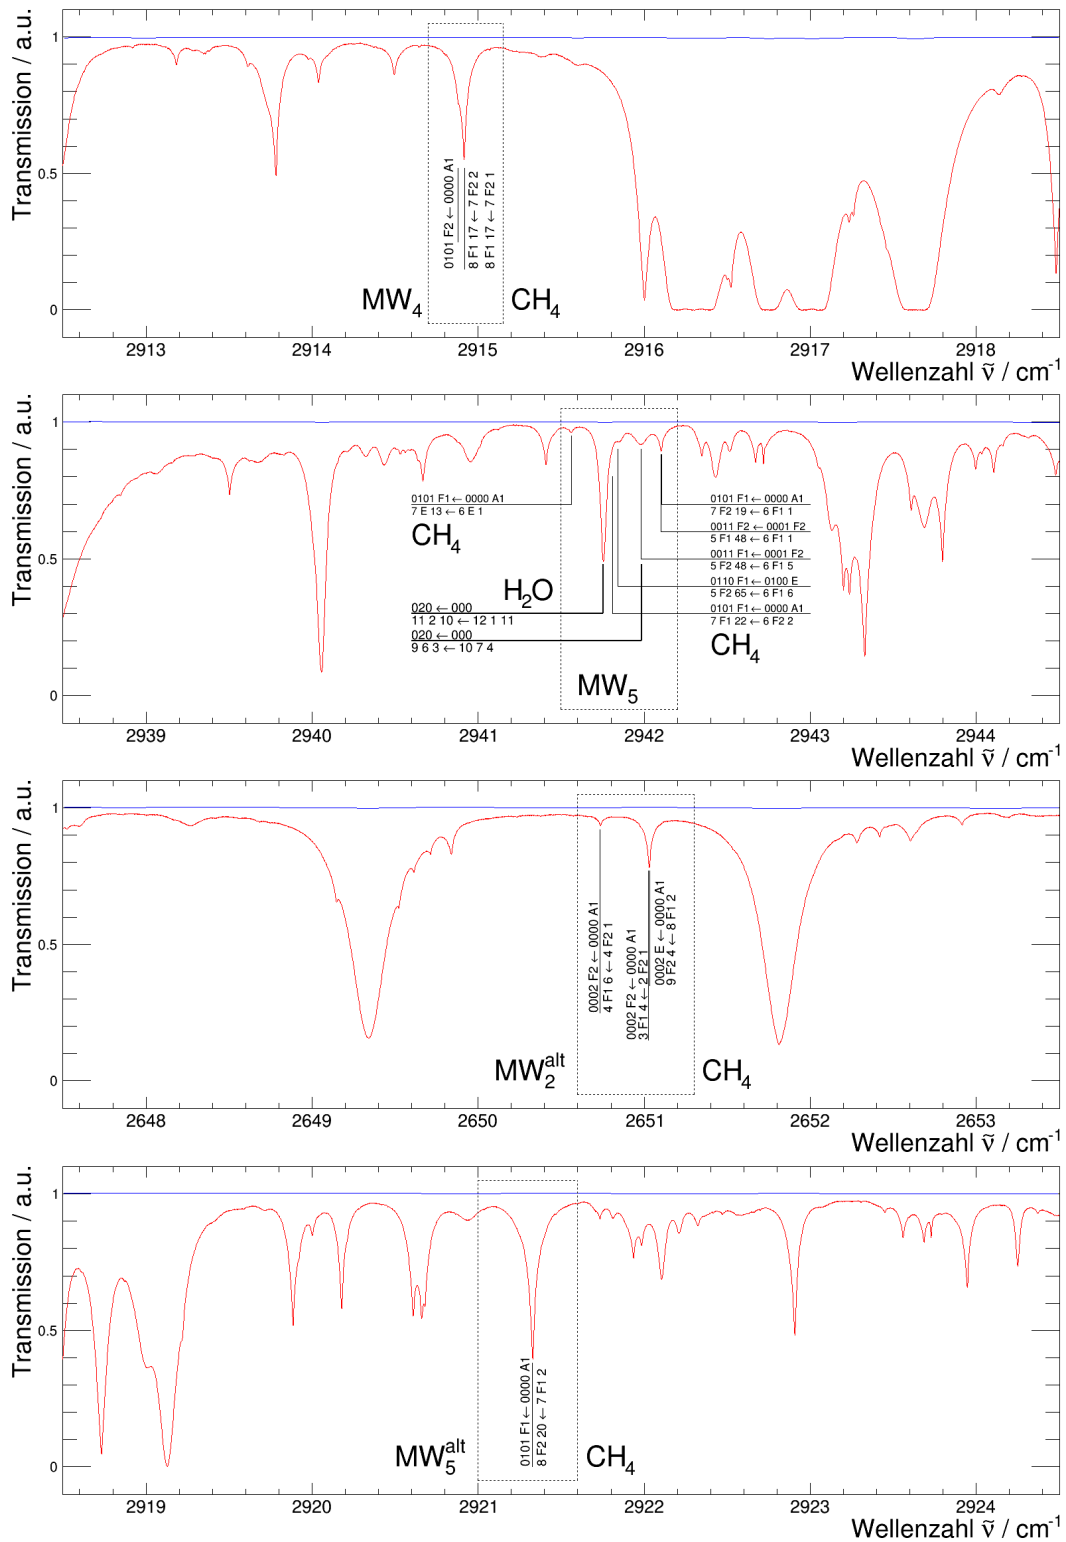 Transmission / a.u.
1
0.5
0
0101 F2 ← 0000 A1
8 F1 17 ← 7 F2 2
8 F1 17 ← 7 F2 1
MW4 CH4
2913 2914 2915 2916 2917 2918
Wellenzahl ν̃ / cm-1
Transmission / a.u.
1
0.5
0
0101 F1 ← 0000 A1
7 E 13 ← 6 E 1
CH4
H2O
020 ← 000
11 2 10 ← 12 1 11
020 ← 000
9 6 3 ← 10 7 4
0101 F1 ← 0000 A1
7 F2 19 ← 6 F1 1
0011 F2 ← 0001 F2
5 F1 48 ← 6 F1 1
0011 F1 ← 0001 F2
5 F2 48 ← 6 F1 5
0110 F1 ← 0100 E
5 F2 65 ← 6 F1 6
0101 F1 ← 0000 A1
7 F1 22 ← 6 F2 2
CH4
MW5
2939 2940 2941 2942 2943 2944
Wellenzahl ν̃ / cm-1
Transmission / a.u.
1
0.5
0
0002 F2 ← 0000 A1
4 F1 6 ← 4 F2 1
0002 F2 ← 0000 A1
3 F1 4 ← 2 F2 1
0002 E ← 0000 A1
9 F2 4 ← 8 F1 2
MW2alt CH4
2648 2649 2650 2651 2652 2653
Wellenzahl ν̃ / cm-1
Transmission / a.u.
1
0.5
0
0101 F1 ← 0000 A1
8 F2 20 ← 7 F1 2
MW5alt CH4
2919 2920 2921 2922 2923 2924
Wellenzahl ν̃ / cm-1